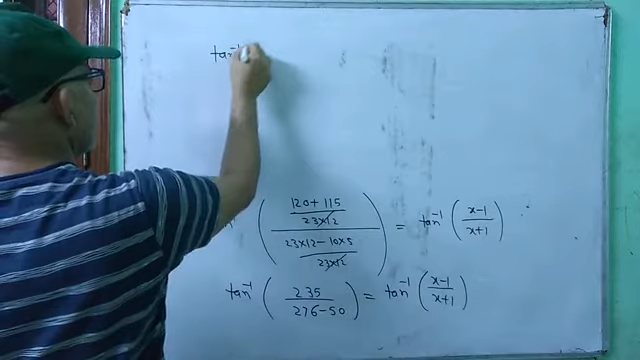 tan⁻¹
n⁻¹ ( (120 + 115)/(23×12) / (23×12 − 10×5)/(23×12) ) = tan⁻¹ ( (x−1)/(x+1) )
tan⁻¹ ( 235/(276−50) ) = tan⁻¹ ( (x−1)/(x+1) )